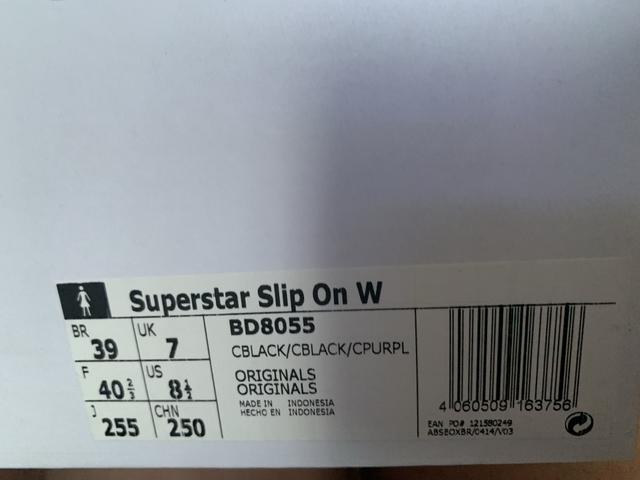 Superstar Slip On W
BR 39 UK 7
F 40 2/3 US 8 1/2
J 255 CHN 250
BD8055
CBLACK/CBLACK/CPURPL
ORIGINALS
ORIGINALS
MADE IN INDONESIA
HECHO EN INDONESIA
4 060509 163756
EAN PO# 121580249
ABSEOXBR/0414/V03